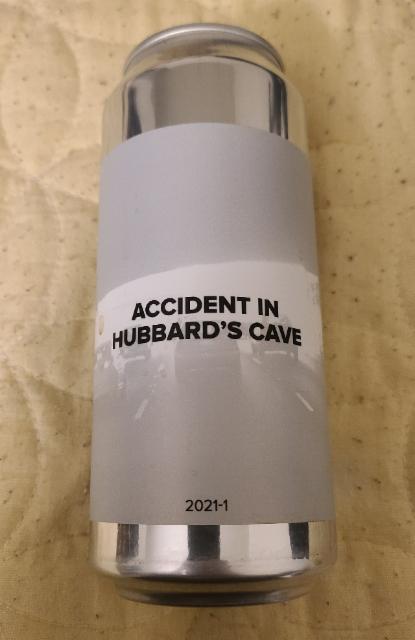 ACCIDENT IN
HUBBARD'S CAVE
2021-1